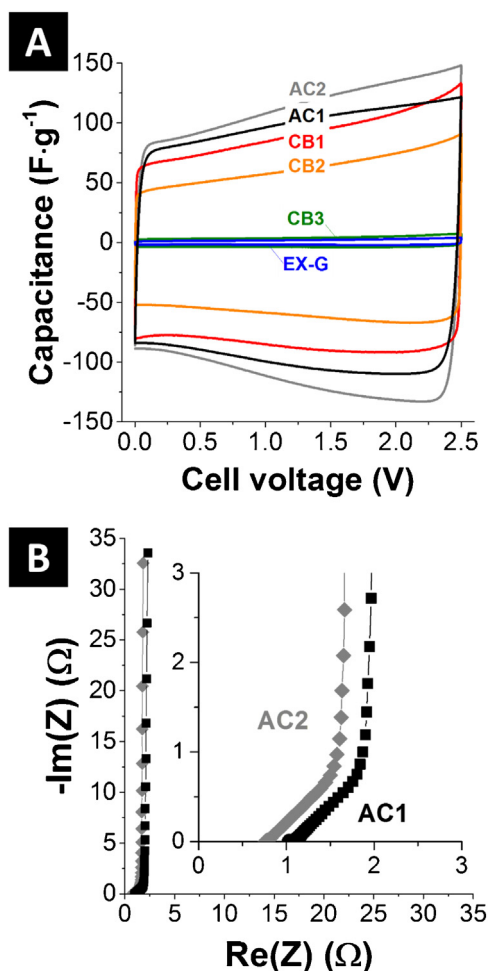 A
Capacitance (F·g⁻¹)
150
100
50
0
-50
-100
-150
AC2
AC1
CB1
CB2
CB3
EX-G
0.0 0.5 1.0 1.5 2.0 2.5
Cell voltage (V)
B
-Im(Z) (Ω)
35
30
25
20
15
10
5
0
3
2
1
0
AC2
AC1
0 1 2 3
0 5 10 15 20 25 30 35
Re(Z) (Ω)